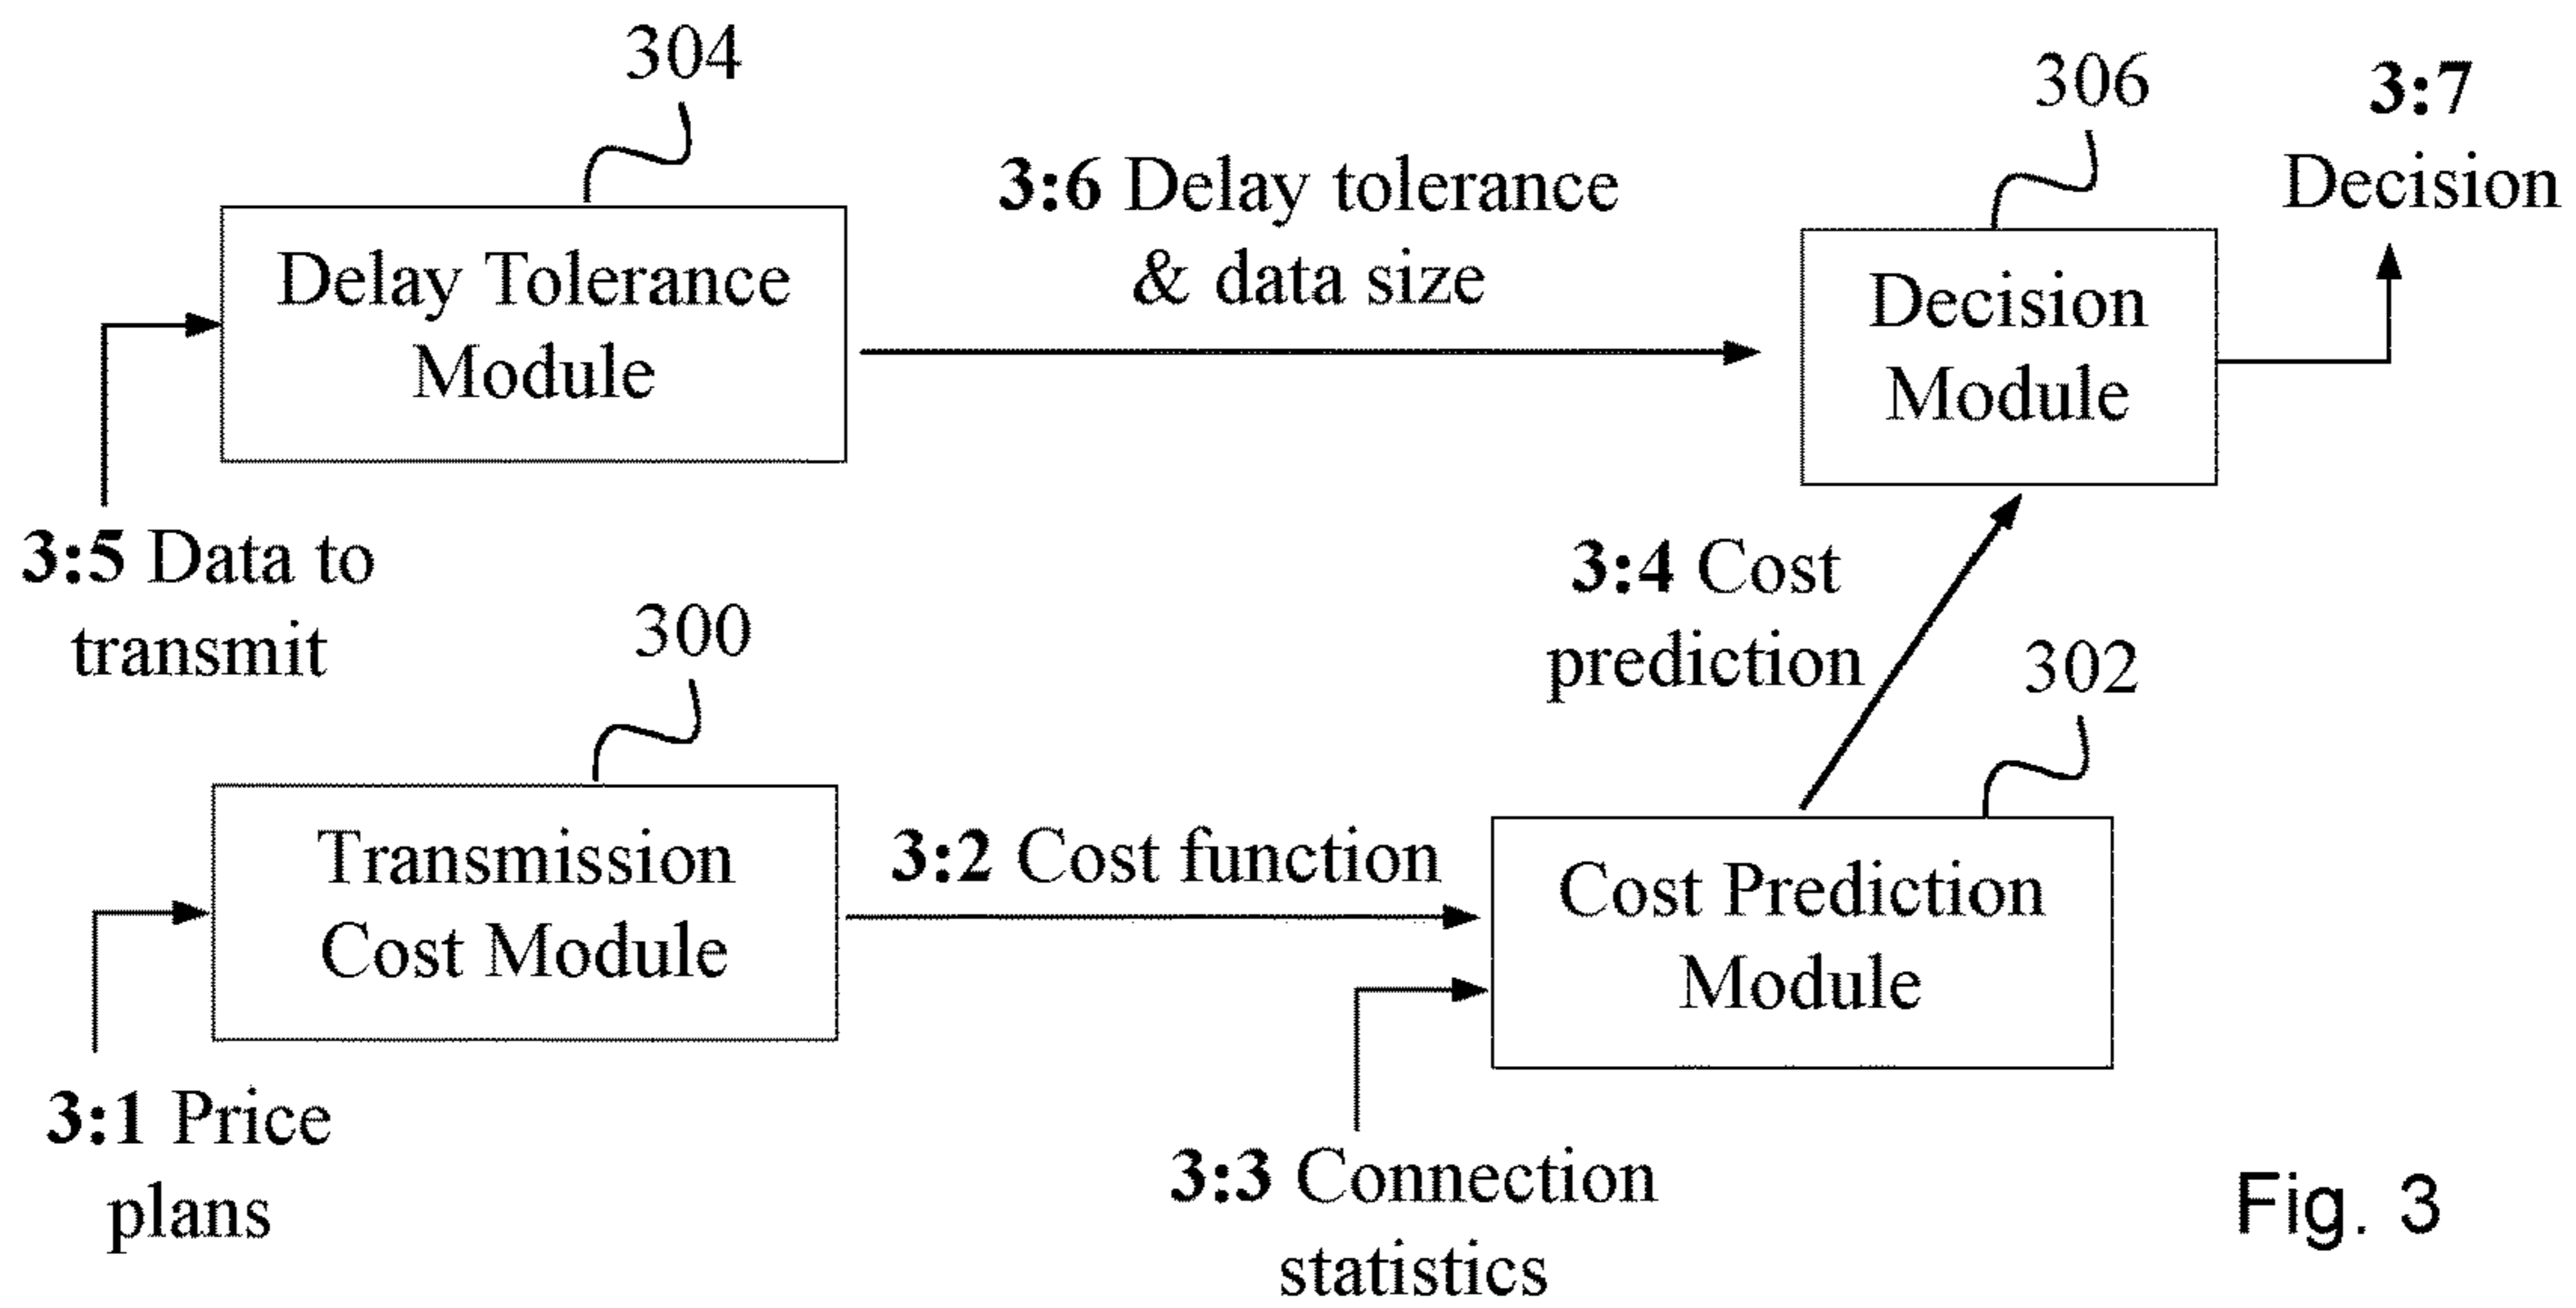 304
306
3:7
Decision
3:6 Delay tolerance
& data size
Delay Tolerance
Module
Decision
Module
3:5 Data to
transmit
3:4 Cost
prediction
300
302
Transmission
Cost Module
3:2 Cost function
Cost Prediction
Module
3:1 Price
plans
3:3 Connection
statistics
Fig. 3